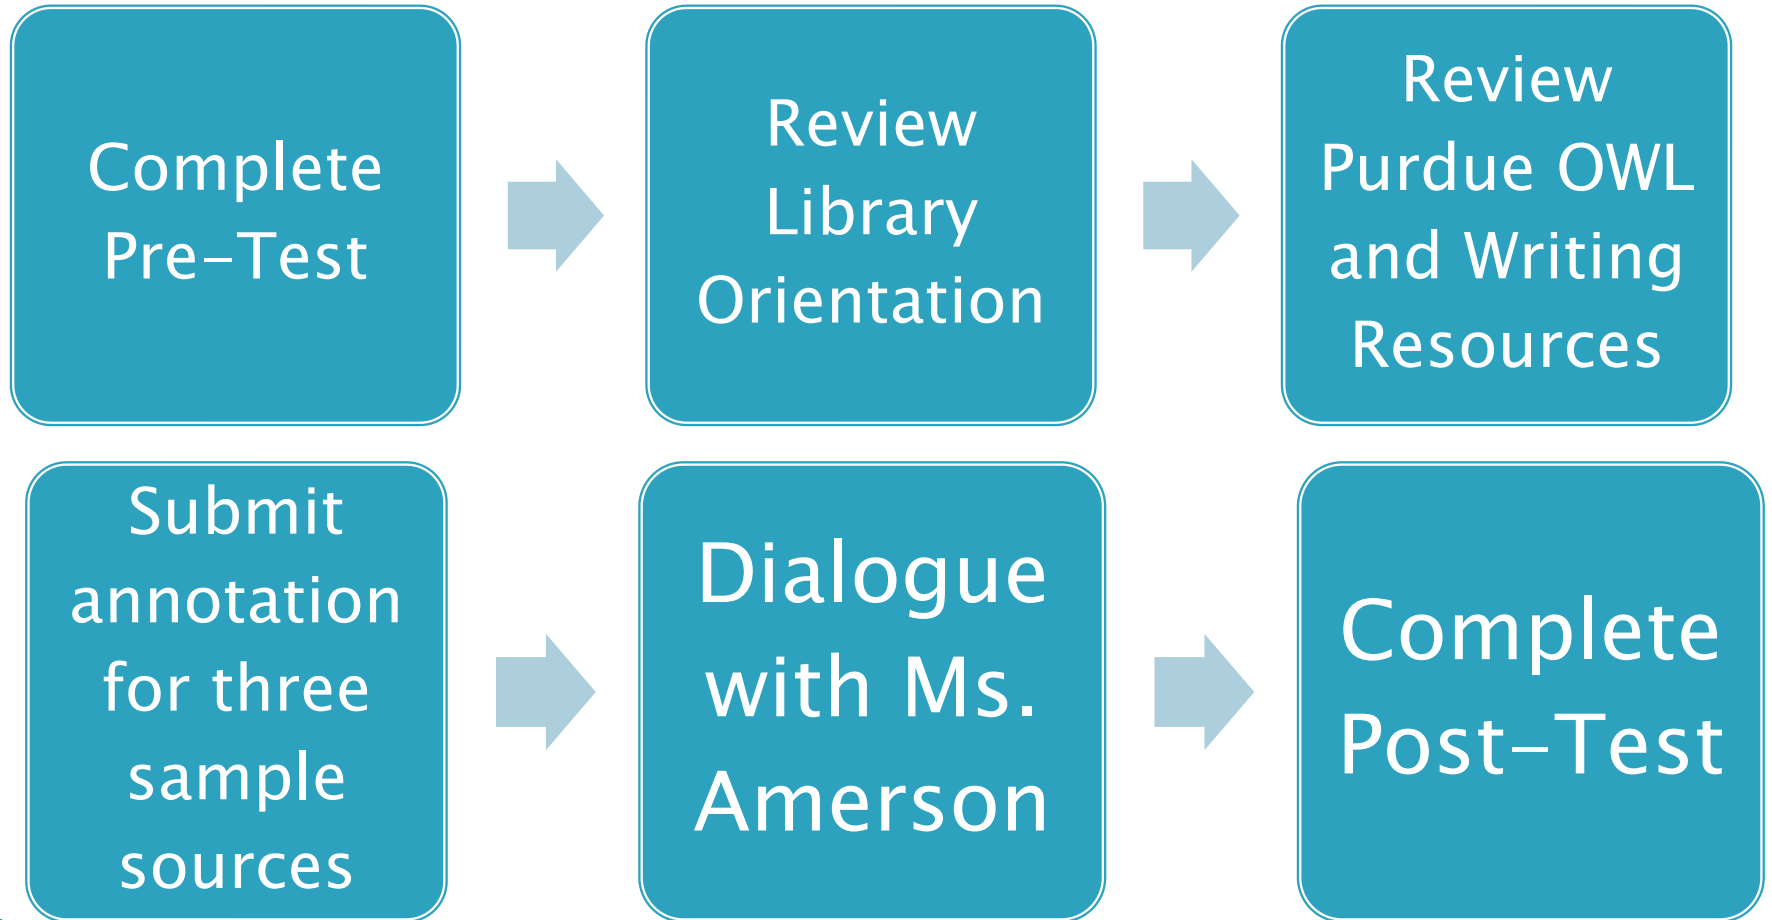 Complete
Pre-Test
Review
Library
Orientation
Review
Purdue OWL
and Writing
Resources
Submit
annotation
for three
sample
sources
Dialogue
with Ms.
Amerson
Complete
Post-Test